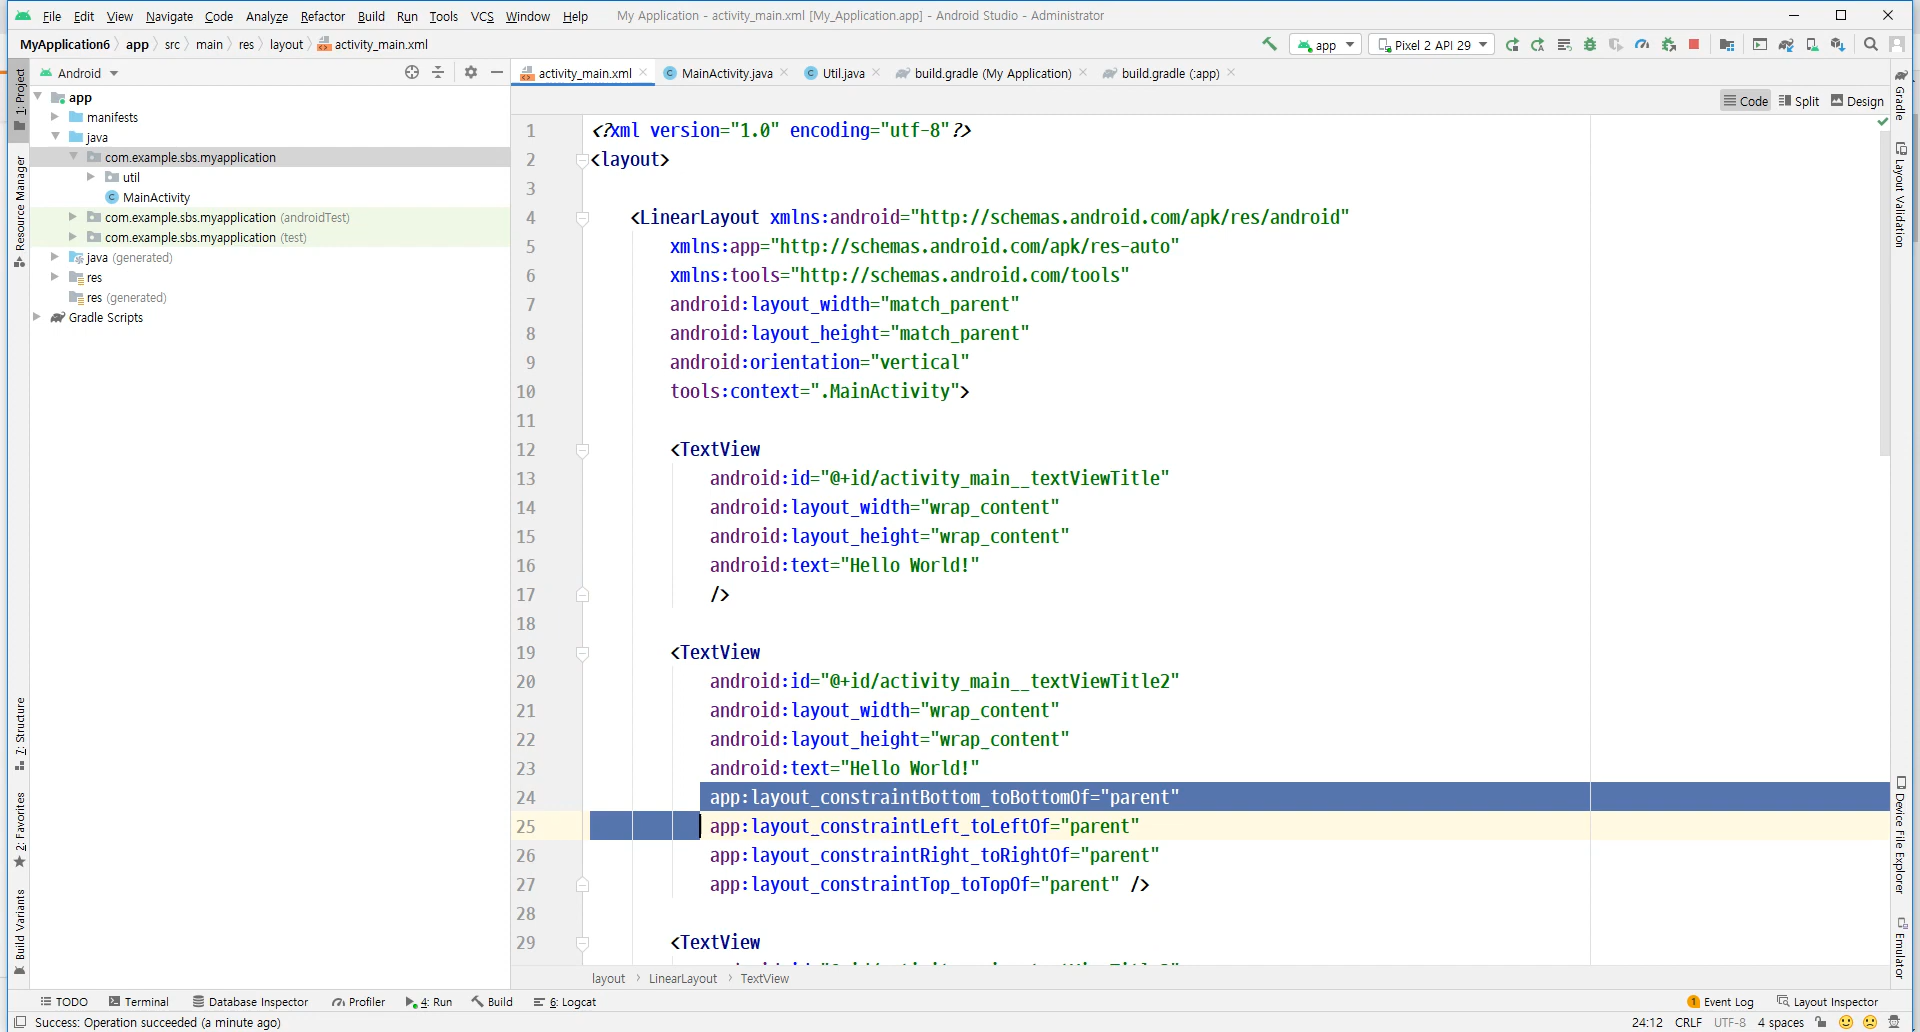 File Edit View Navigate Code Analyze Refactor Build Run Tools VCS Window Help My Application - activity_main.xml [My_Application.app] - Android Studio - Administrator
MyApplication6 app src main res layout activity_main.xml app Pixel 2 API 29
Android activity_main.xml MainActivity.java Util.java build.gradle (My Application) build.gradle (:app)
Code Split Design
app
manifests
java
com.example.sbs.myapplication
util
MainActivity
com.example.sbs.myapplication (androidTest)
com.example.sbs.myapplication (test)
java (generated)
res
res (generated)
Gradle Scripts
1: Project
Resource Manager
7: Structure
2: Favorites
Build Variants
1 <?xml version="1.0" encoding="utf-8"?>
2 <layout>
3
4 <LinearLayout xmlns:android="http://schemas.android.com/apk/res/android"
5 xmlns:app="http://schemas.android.com/apk/res-auto"
6 xmlns:tools="http://schemas.android.com/tools"
7 android:layout_width="match_parent"
8 android:layout_height="match_parent"
9 android:orientation="vertical"
10 tools:context=".MainActivity">
11
12 <TextView
13 android:id="@+id/activity_main__textViewTitle"
14 android:layout_width="wrap_content"
15 android:layout_height="wrap_content"
16 android:text="Hello World!"
17 />
18
19 <TextView
20 android:id="@+id/activity_main__textViewTitle2"
21 android:layout_width="wrap_content"
22 android:layout_height="wrap_content"
23 android:text="Hello World!"
24 app:layout_constraintBottom_toBottomOf="parent"
25 app:layout_constraintLeft_toLeftOf="parent"
26 app:layout_constraintRight_toRightOf="parent"
27 app:layout_constraintTop_toTopOf="parent" />
28
29 <TextView
Gradle
Layout Validation
Device File Explorer
Emulator
layout LinearLayout TextView
TODO Terminal Database Inspector Profiler 4: Run Build 6: Logcat 1 Event Log Layout Inspector
Success: Operation succeeded (a minute ago) 24:12 CRLF UTF-8 4 spaces